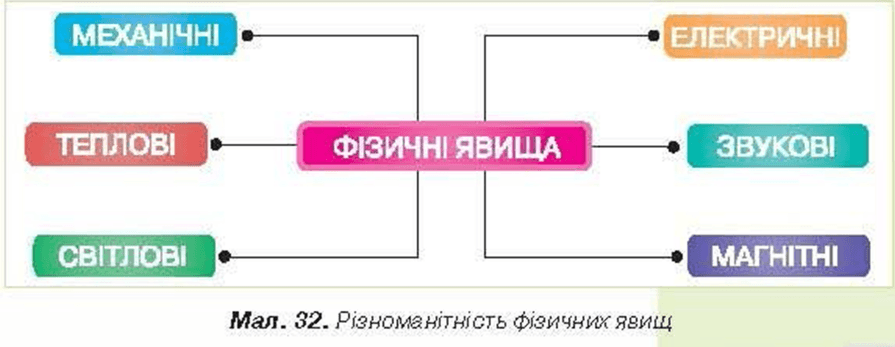 МЕХАНІЧНІ
ЕЛЕКТРИЧНІ
ТЕПЛОВІ
ФІЗИЧНІ ЯВИЩА
ЗВУКОВІ
СВІТЛОВІ
МАГНІТНІ
Мал. 32. Різноманітність фізичних явищ